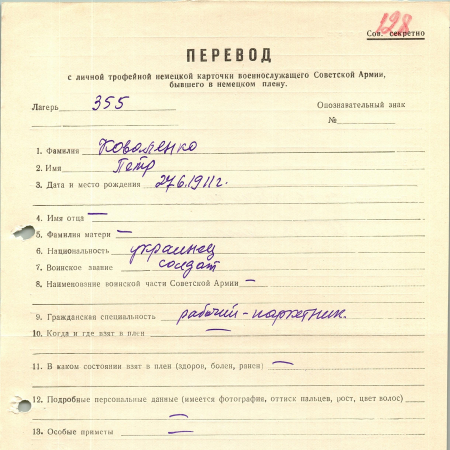 198
Сов. секретно
ПЕРЕВОД
с личной трофейной немецкой карточки военнослужащего Советской Армии,
бывшего в немецком плену.
Лагерь 355 Опознавательный знак
№
1. Фамилия Коваленко
2. Имя Петр
3. Дата и место рождения 27.6.1911г.
4. Имя отца —
5. Фамилия матери —
6. Национальность украинец
7. Воинское звание солдат
8. Наименование воинской части Советской Армии —
9. Гражданская специальность рабочий-паркетник.
10. Когда и где взят в плен —
11. В каком состоянии взят в плен (здоров, болен, ранен) —
12. Подробные персональные данные (имеется фотография, оттиск пальцев, рост, цвет волос)
—
13. Особые приметы —